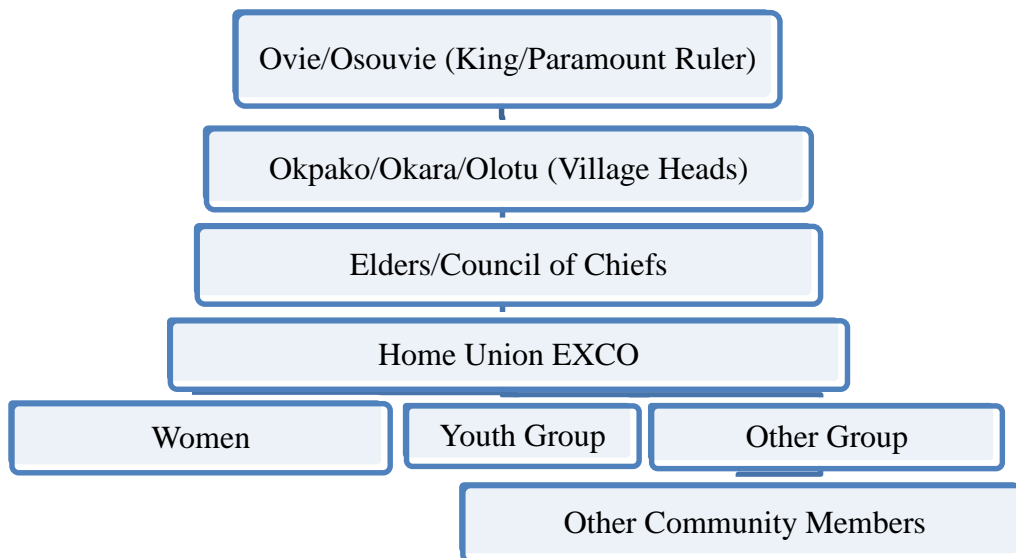 Ovie/Osouvie (King/Paramount Ruler)
Okpako/Okara/Olotu (Village Heads)
Elders/Council of Chiefs
Home Union EXCO
Women
Youth Group
Other Group
Other Community Members